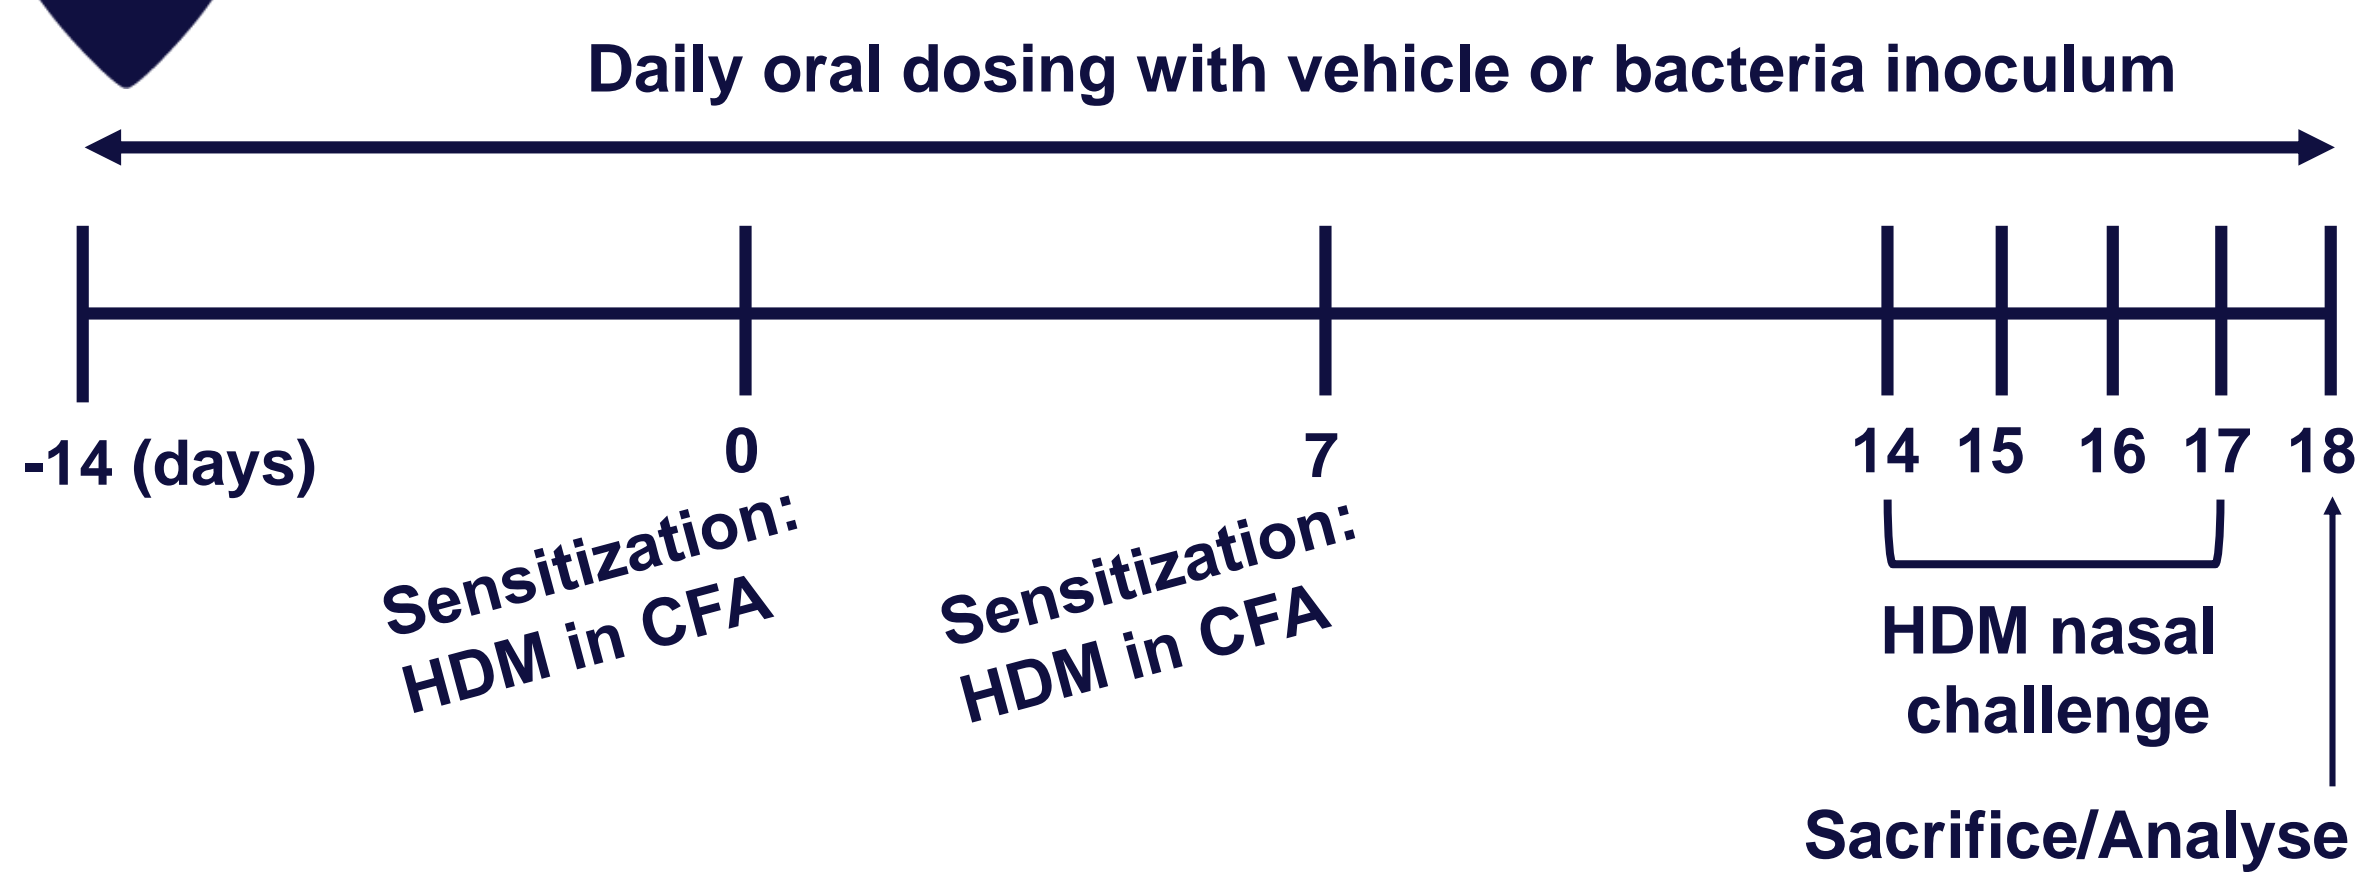 Daily oral dosing with vehicle or bacteria inoculum
-14 (days)
0
7
14 15 16 17 18
Sensitization:
HDM in CFA
Sensitization:
HDM in CFA
HDM nasal
challenge
Sacrifice/Analyse